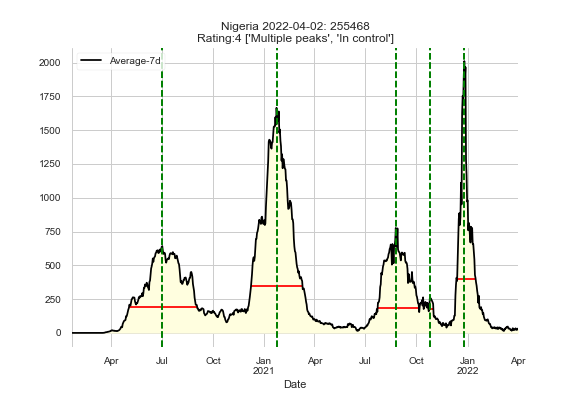 Nigeria 2022-04-02: 255468
Rating:4 ['Multiple peaks', 'In control']
Average-7d
2000
1750
1500
1250
1000
750
500
250
0
Apr Jul Oct Jan Apr Jul Oct Jan Apr
2021 2022
Date